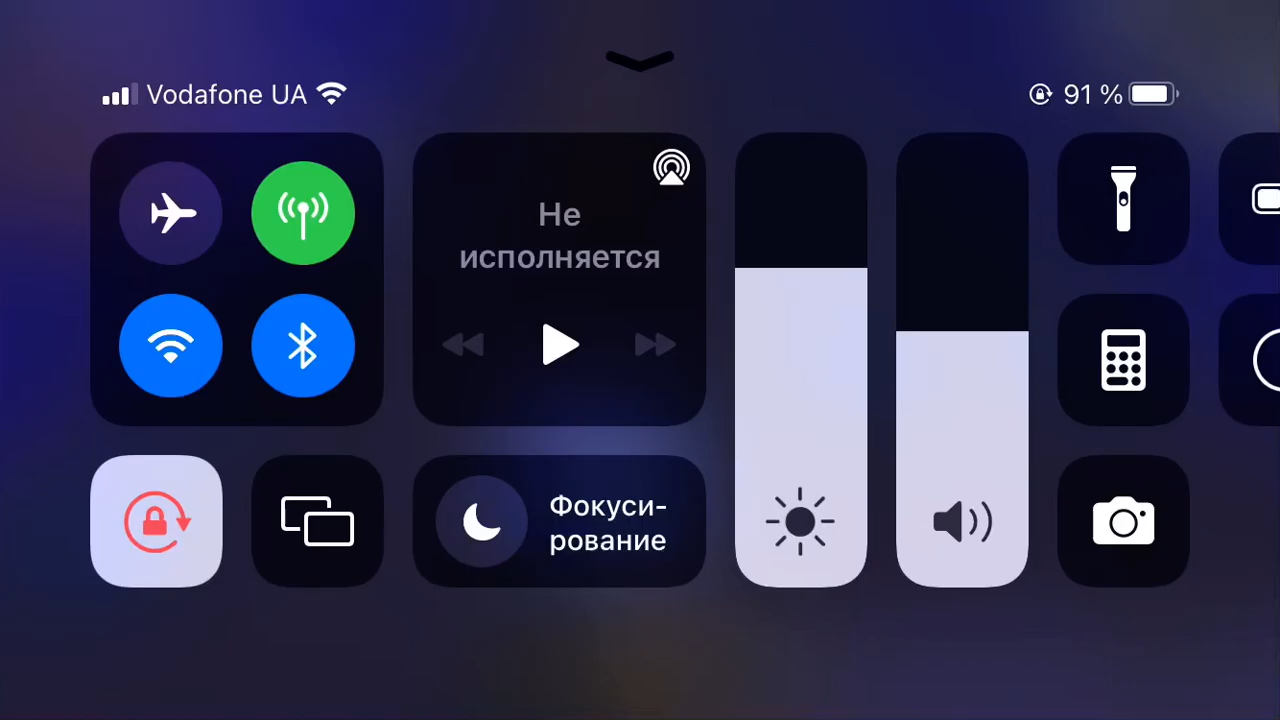 Vodafone UA
91 %
Не
исполняется
Фокуси-
рование